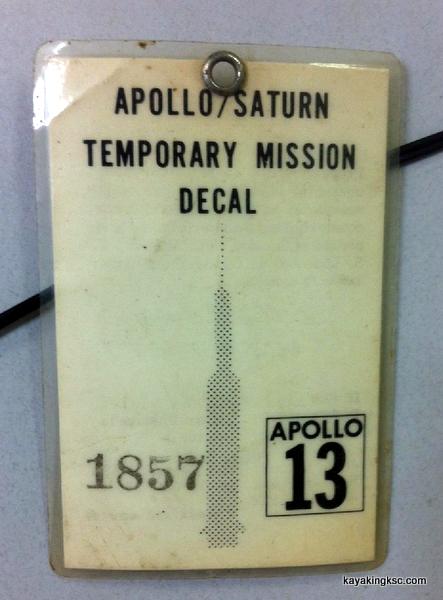 APOLLO/SATURN
TEMPORARY MISSION
DECAL
1857
APOLLO
13
kayakingksc.com